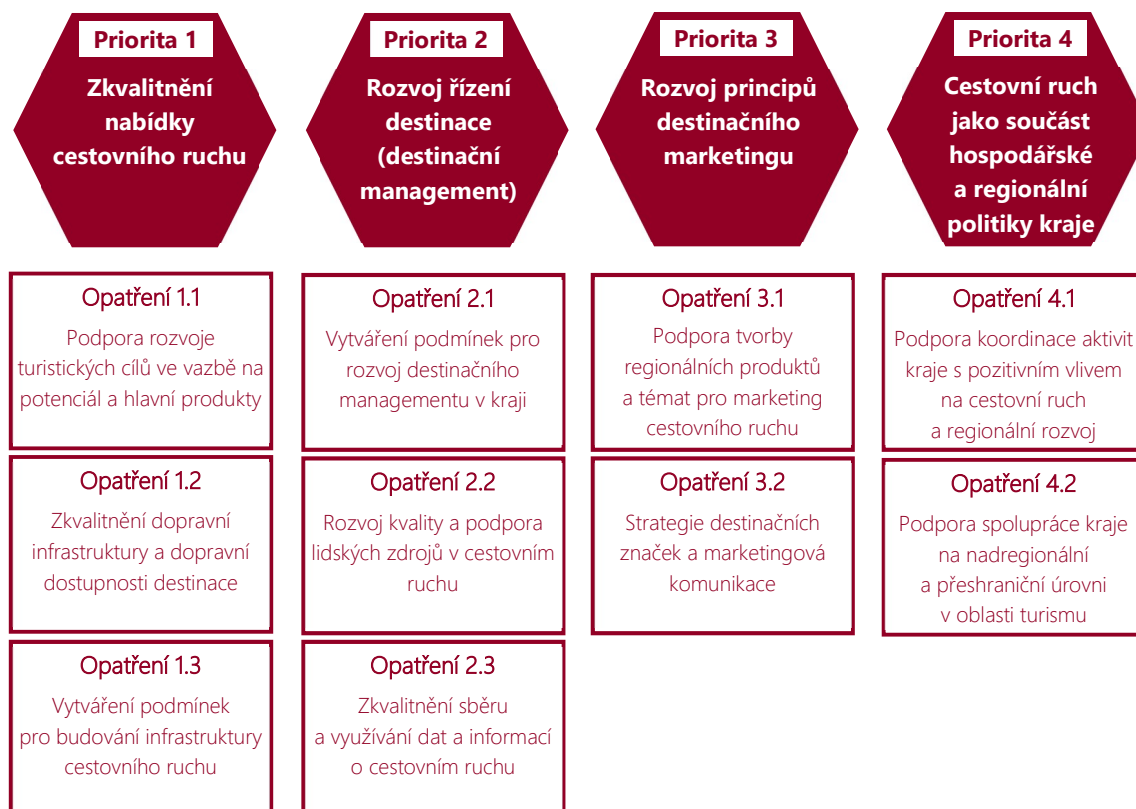 Priorita 1
Zkvalitnění
nabídky
cestovního ruchu
Priorita 2
Rozvoj řízení
destinace
(destinační
management)
Priorita 3
Rozvoj principů
destinačního
marketingu
Priorita 4
Cestovní ruch
jako součást
hospodářské
a regionální
politiky kraje
Opatření 1.1
Podpora rozvoje
turistických cílů ve vazbě na
potenciál a hlavní produkty
Opatření 1.2
Zkvalitnění dopravní
infrastruktury a dopravní
dostupnosti destinace
Opatření 1.3
Vytváření podmínek
pro budování infrastruktury
cestovního ruchu
Opatření 2.1
Vytváření podmínek pro
rozvoj destinačního
managementu v kraji
Opatření 2.2
Rozvoj kvality a podpora
lidských zdrojů v cestovním
ruchu
Opatření 2.3
Zkvalitnění sběru
a využívání dat a informací
o cestovním ruchu
Opatření 3.1
Podpora tvorby
regionálních produktů
a témat pro marketing
cestovního ruchu
Opatření 3.2
Strategie destinačních
značek a marketingová
komunikace
Opatření 4.1
Podpora koordinace aktivit
kraje s pozitivním vlivem
na cestovní ruch
a regionální rozvoj
Opatření 4.2
Podpora spolupráce kraje
na nadregionální
a přeshraniční úrovni
v oblasti turismu